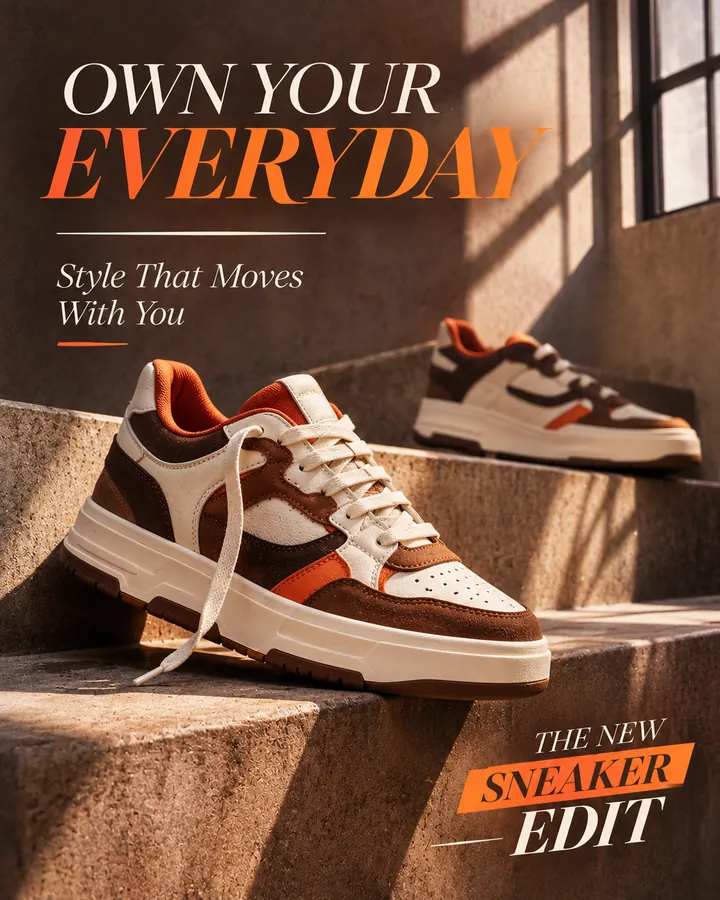 OWN YOUR
EVERYDAY
Style That Moves
With You
THE NEW
SNEAKER
EDIT